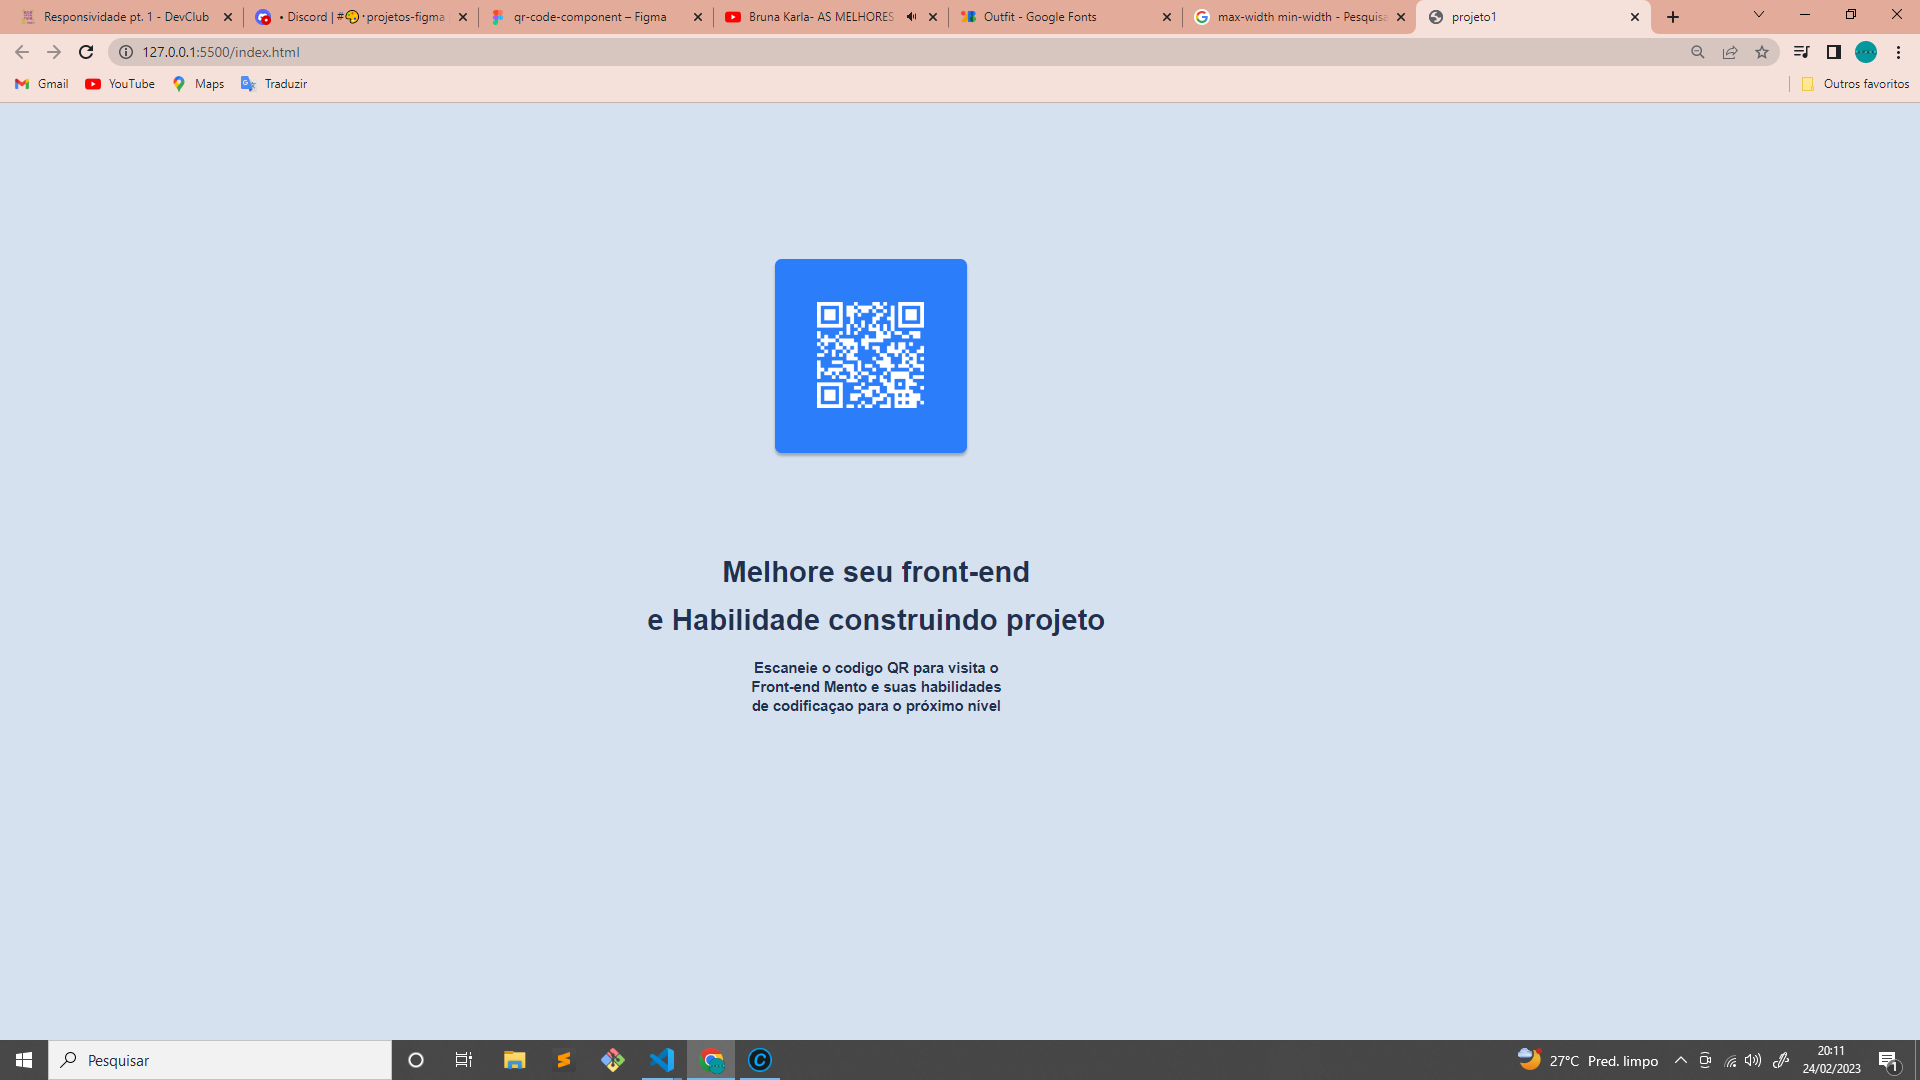 Responsividade pt. 1 - DevClub
• Discord | #🤣・projetos-figma
qr-code-component – Figma
Bruna Karla- AS MELHORES
Outfit - Google Fonts
max-width min-width - Pesquisa
projeto1
127.0.0.1:5500/index.html
Gmail
YouTube
Maps
Traduzir
Outros favoritos
Melhore seu front-end
e Habilidade construindo projeto
Escaneie o codigo QR para visita o
Front-end Mento e suas habilidades
de codificaçao para o próximo nível
Pesquisar
27°C Pred. limpo
20:11
24/02/2023
1